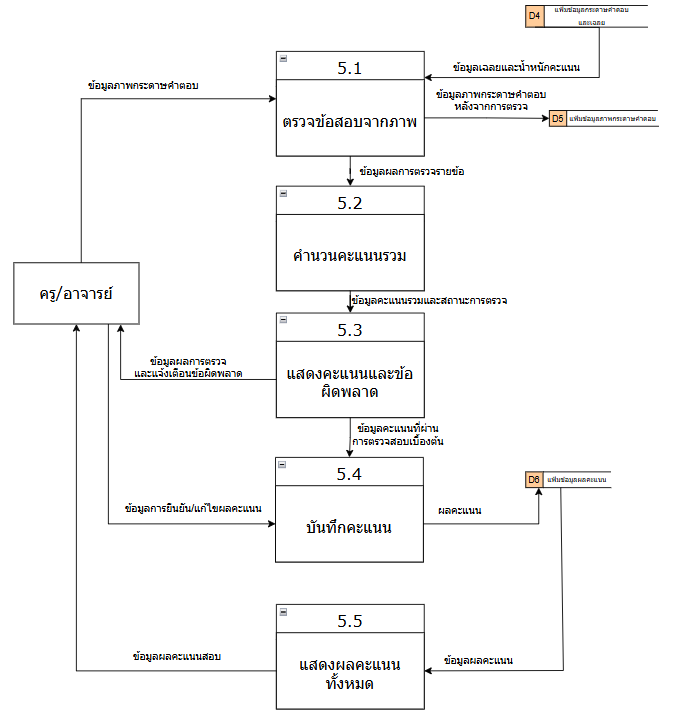 D4
แฟ้มข้อมูลกระดาษคำตอบ
และเฉลย
ข้อมูลเฉลยและน้ำหนักคะแนน
5.1
ตรวจข้อสอบจากภาพ
ข้อมูลภาพกระดาษคำตอบ
ข้อมูลภาพกระดาษคำตอบ
หลังจากการตรวจ
D5
แฟ้มข้อมูลภาพกระดาษคำตอบ
ข้อมูลผลการตรวจรายข้อ
5.2
คำนวนคะแนนรวม
ครู/อาจารย์
ข้อมูลคะแนนรวมและสถานะการตรวจ
5.3
แสดงคะแนนและข้อ
ผิดพลาด
ข้อมูลผลการตรวจ
และแจ้งเตือนข้อผิดพลาด
ข้อมูลคะแนนที่ผ่าน
การตรวจสอบเบื้องต้น
5.4
บันทึกคะแนน
ข้อมูลการยืนยัน/แก้ไขผลคะแนน
ผลคะแนน
D6
แฟ้มข้อมูลผลคะแนน
5.5
แสดงผลคะแนน
ทั้งหมด
ข้อมูลผลคะแนนสอบ
ข้อมูลผลคะแนน